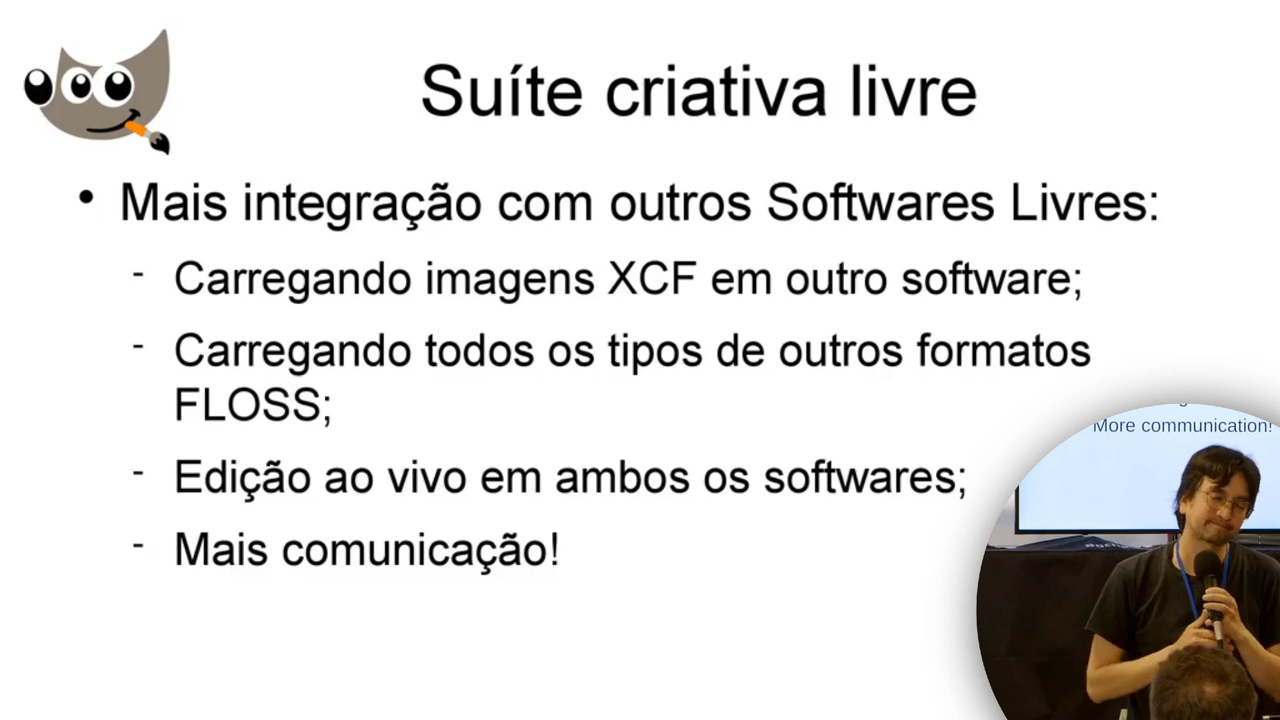 Suíte criativa livre
• Mais integração com outros Softwares Livres:
- Carregando imagens XCF em outro software;
- Carregando todos os tipos de outros formatos
FLOSS;
- Edição ao vivo em ambos os softwares;
- Mais comunicação!
More communication!